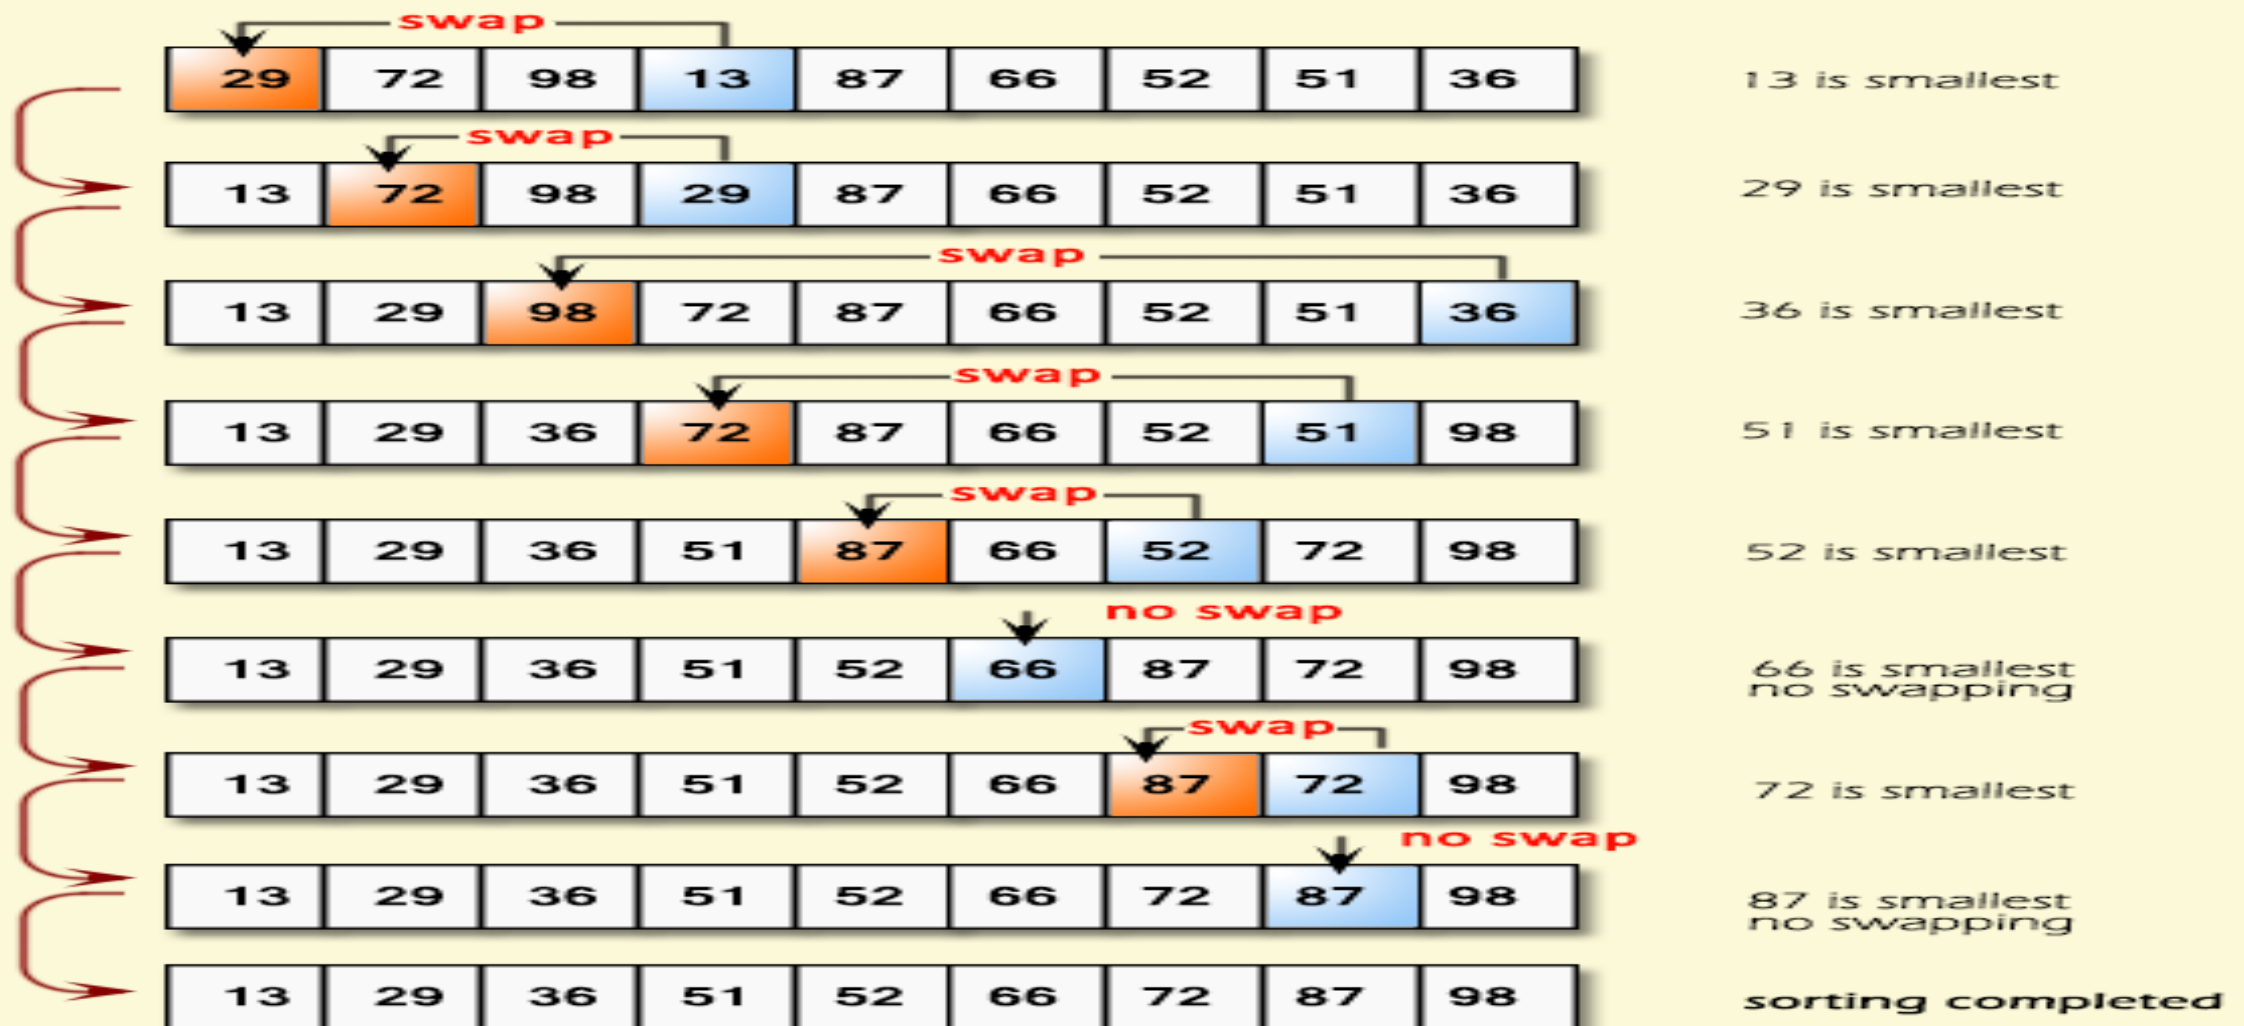 swap
29 72 98 13 87 66 52 51 36 13 is smallest
swap
13 72 98 29 87 66 52 51 36 29 is smallest
swap
13 29 98 72 87 66 52 51 36 36 is smallest
swap
13 29 36 72 87 66 52 51 98 51 is smallest
swap
13 29 36 51 87 66 52 72 98 52 is smallest
no swap
13 29 36 51 52 66 87 72 98 66 is smallest
no swapping
swap
13 29 36 51 52 66 87 72 98 72 is smallest
no swap
13 29 36 51 52 66 72 87 98 87 is smallest
no swapping
13 29 36 51 52 66 72 87 98 sorting completed